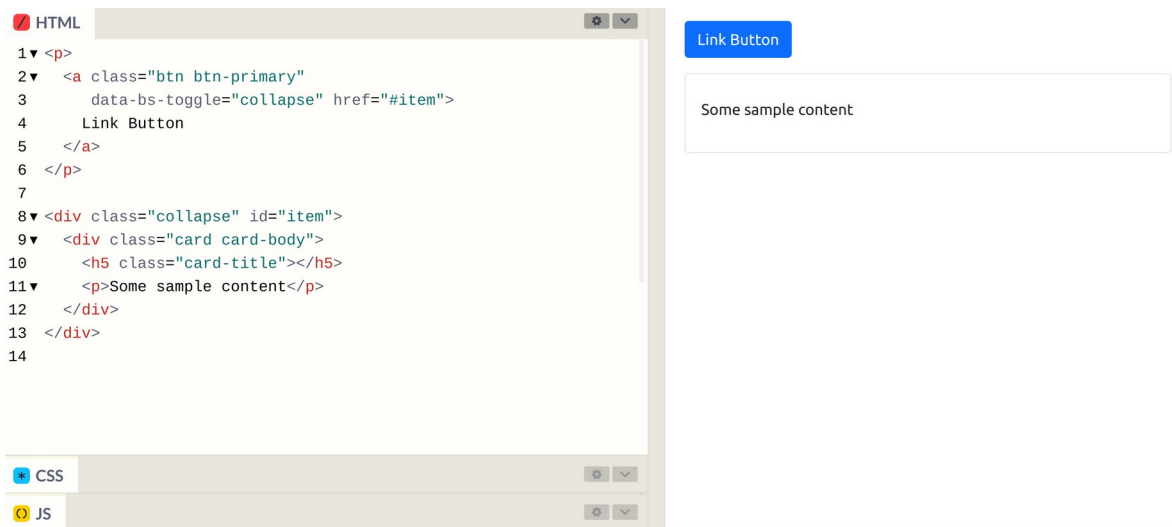 HTML
1 <p>
2 <a class="btn btn-primary"
3 data-bs-toggle="collapse" href="#item">
4 Link Button
5 </a>
6 </p>
7
8 <div class="collapse" id="item">
9 <div class="card card-body">
10 <h5 class="card-title"></h5>
11 <p>Some sample content</p>
12 </div>
13 </div>
14
CSS
JS
Link Button
Some sample content